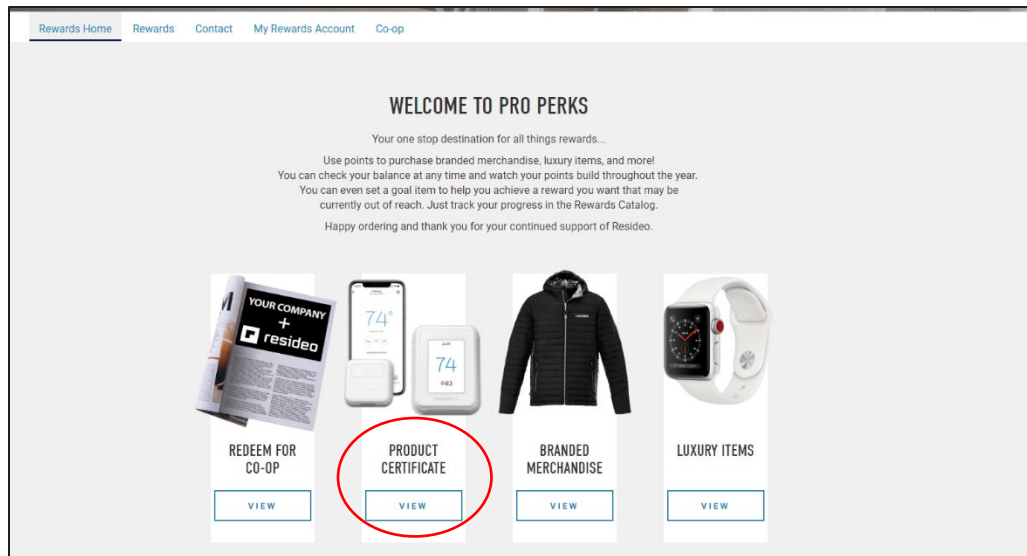 Rewards Home Rewards Contact My Rewards Account Co-op
WELCOME TO PRO PERKS
Your one stop destination for all things rewards...
Use points to purchase branded merchandise, luxury items, and more!
You can check your balance at any time and watch your points build throughout the year.
You can even set a goal item to help you achieve a reward you want that may be
currently out of reach. Just track your progress in the Rewards Catalog.
Happy ordering and thank you for your continued support of Resideo.
YOUR COMPANY
+
resideo
74°
74
REDEEM FOR
CO-OP
VIEW
PRODUCT
CERTIFICATE
VIEW
BRANDED
MERCHANDISE
VIEW
LUXURY ITEMS
VIEW